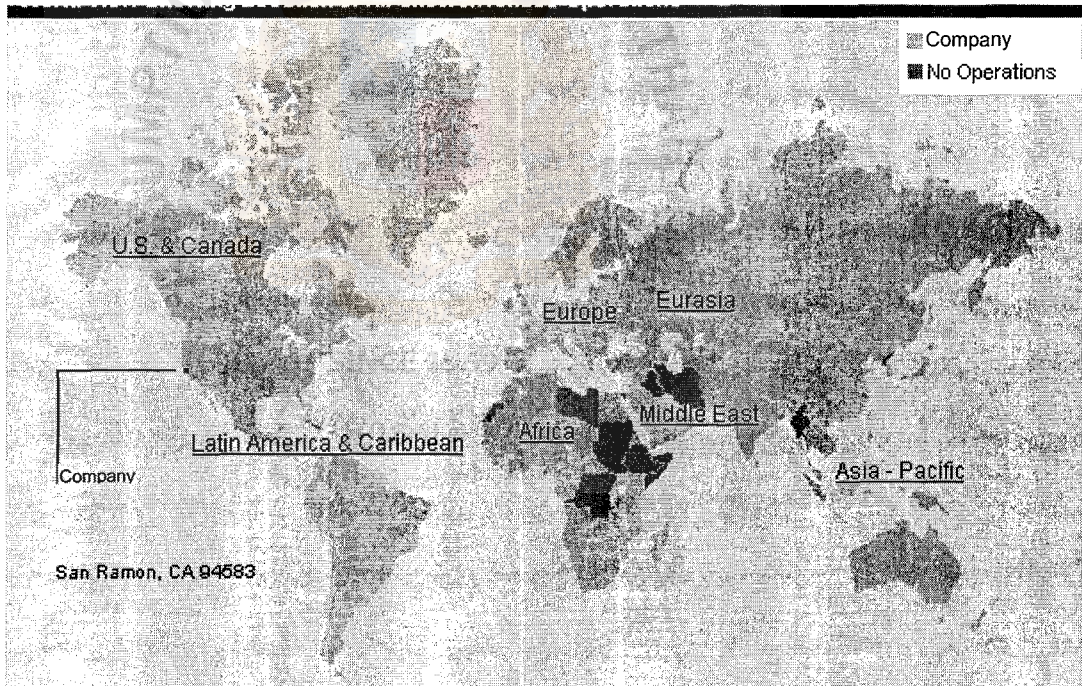 Company
No Operations
U.S. & Canada
Europe
Eurasia
Middle East
Africa
Latin America & Caribbean
Asia - Pacific
Company
San Ramon, CA 94583